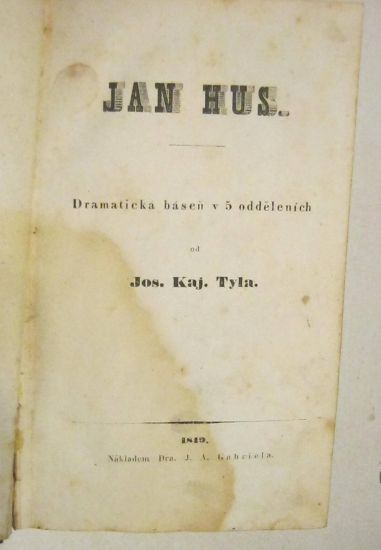 JAN HUS.
Dramatická báseň v 5 odděleních
od
Jos. Kaj. Tyla.
1849.
Nákladem Dra. J. A. Gabriela.